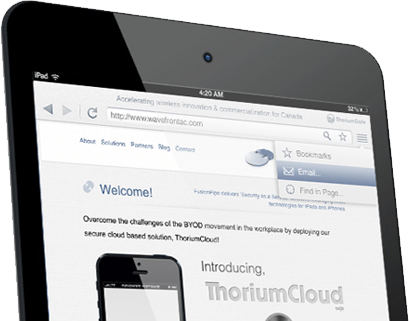 iPad
4:20 AM
32%
Accelerating wireless innovation & commercialization for Canada
ThoriumGate
http://www.wavefrontac.com
About Solutions Partners Blog Contact
Bookmarks
Email...
Find in Page...
Welcome!
FusionPipe delivers Security as a Service
technologies for iPads and iPhones
Overcome the challenges of the BYOD movement in the workplace by deploying our
secure cloud based solution, ThoriumCloud!
Introducing,
ThoriumCloud